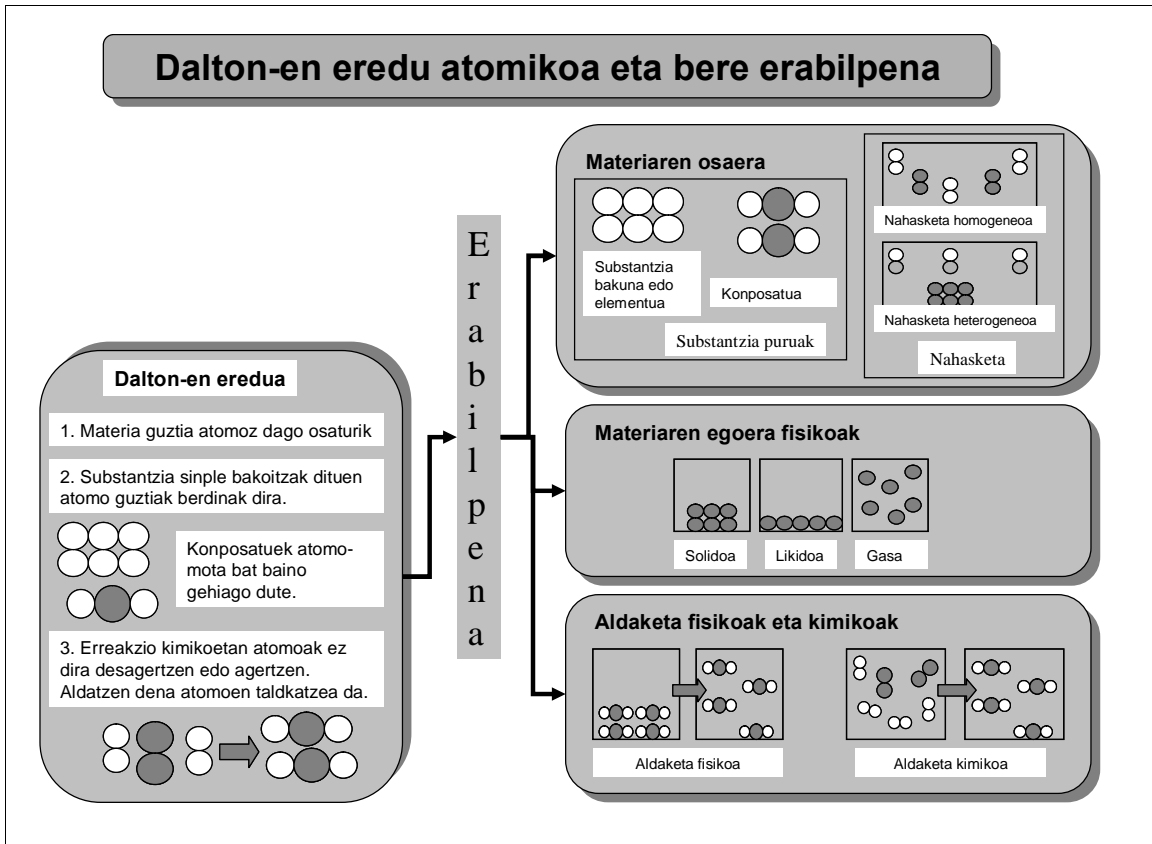 Dalton-en eredu atomikoa eta bere erabilpena
Dalton-en eredua
1. Materia guztia atomoz dago osaturik
2. Substantzia sinple bakoitzak dituen
atomo guztiak berdinak dira.
Konposatuek atomo-
mota bat baino
gehiago dute.
3. Erreakzio kimikoetan atomoak ez
dira desagertzen edo agertzen.
Aldatzen dena atomoen taldkatzea da.
Erabilpena
Materiaren osaera
Substantzia
bakuna edo
elementua
Konposatua
Substantzia puruak
Nahasketa homogeneoa
Nahasketa heterogeneoa
Nahasketa
Materiaren egoera fisikoak
Solidoa
Likidoa
Gasa
Aldaketa fisikoak eta kimikoak
Aldaketa fisikoa
Aldaketa kimikoa